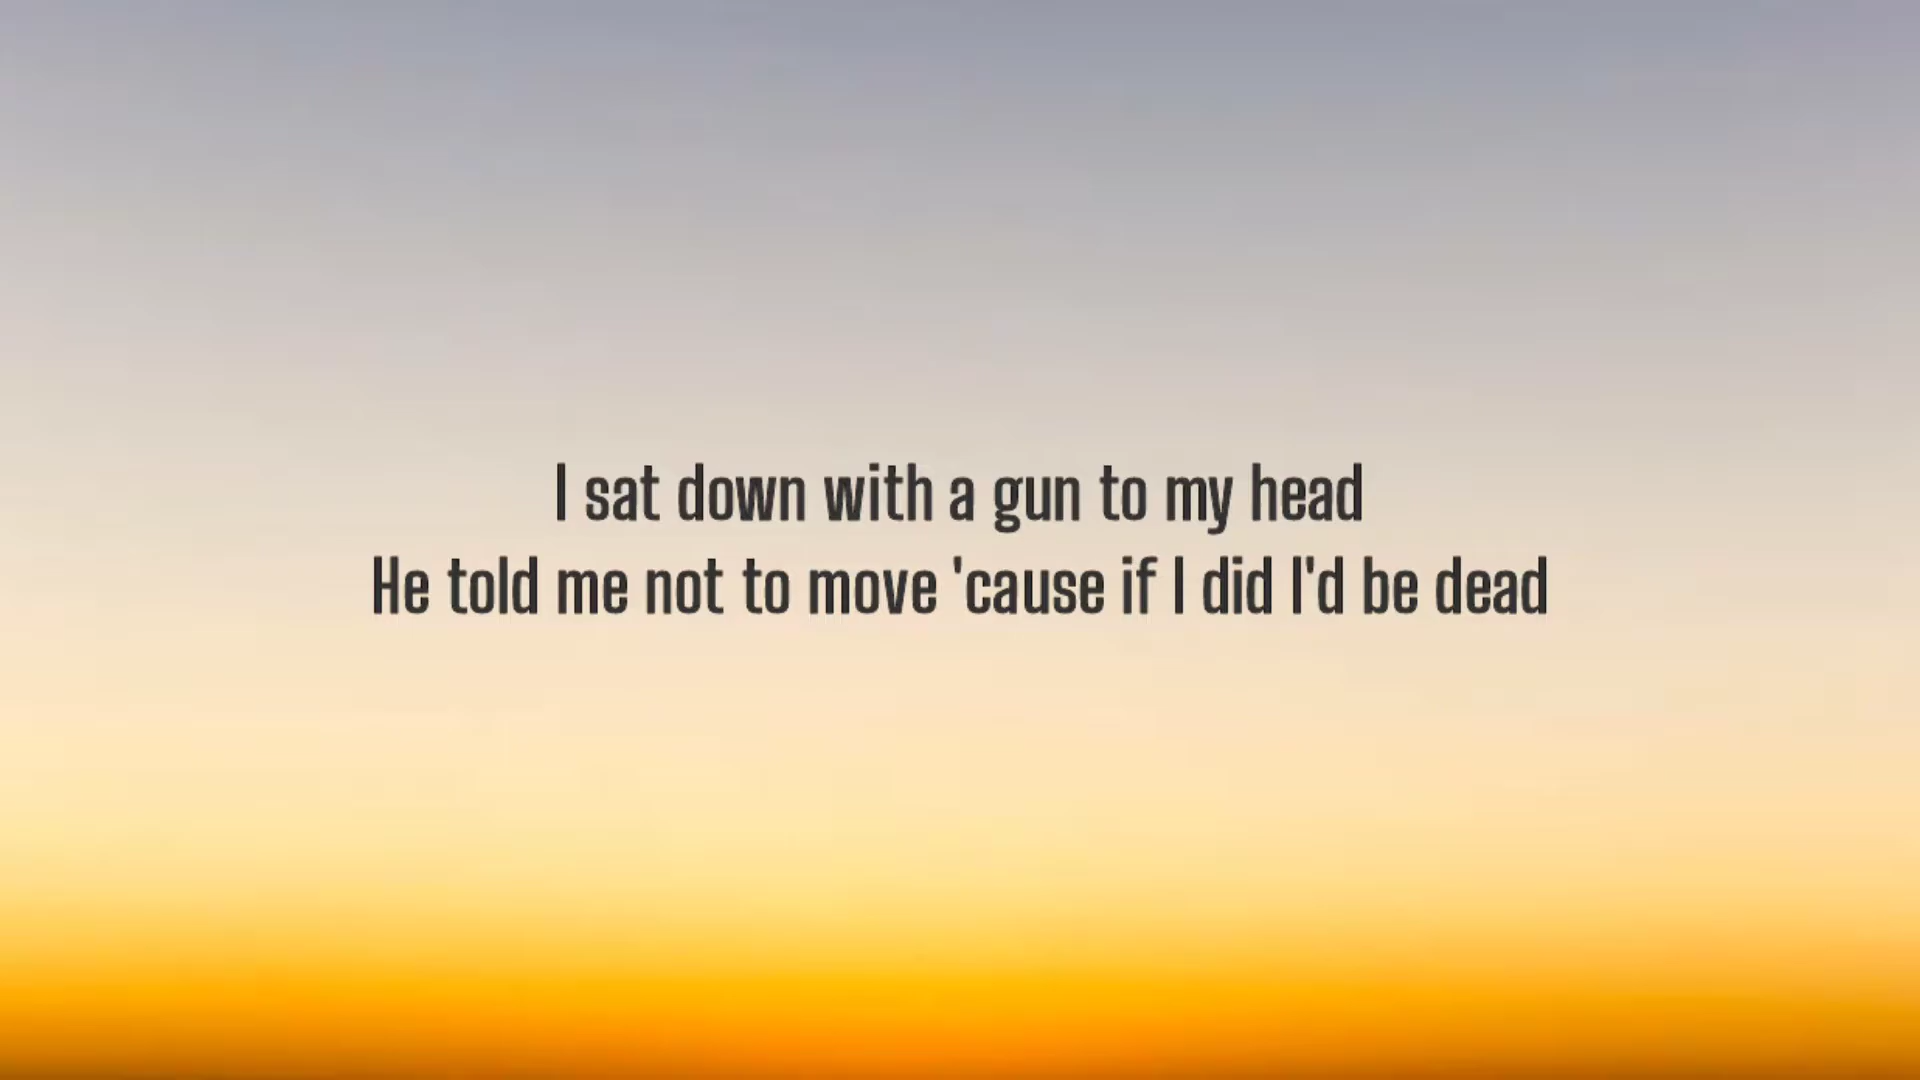 I sat down with a gun to my head
He told me not to move 'cause if I did I'd be dead